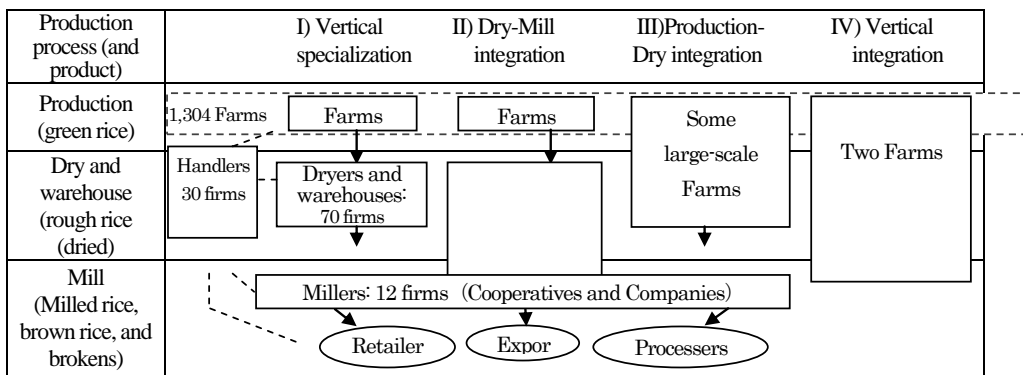 Production
process (and
product)
I) Vertical
specialization
II) Dry-Mill
integration
III)Production-
Dry integration
IV) Vertical
integration
Production
(green rice)
1,304 Farms
Farms
Farms
Some
large-scale
Farms
Two Farms
Dry and
warehouse
(rough rice
(dried)
Handlers
30 firms
Dryers and
warehouses:
70 firms
Mill
(Milled rice,
brown rice, and
brokens)
Millers: 12 firms (Cooperatives and Companies)
Retailer
Expor
Processers